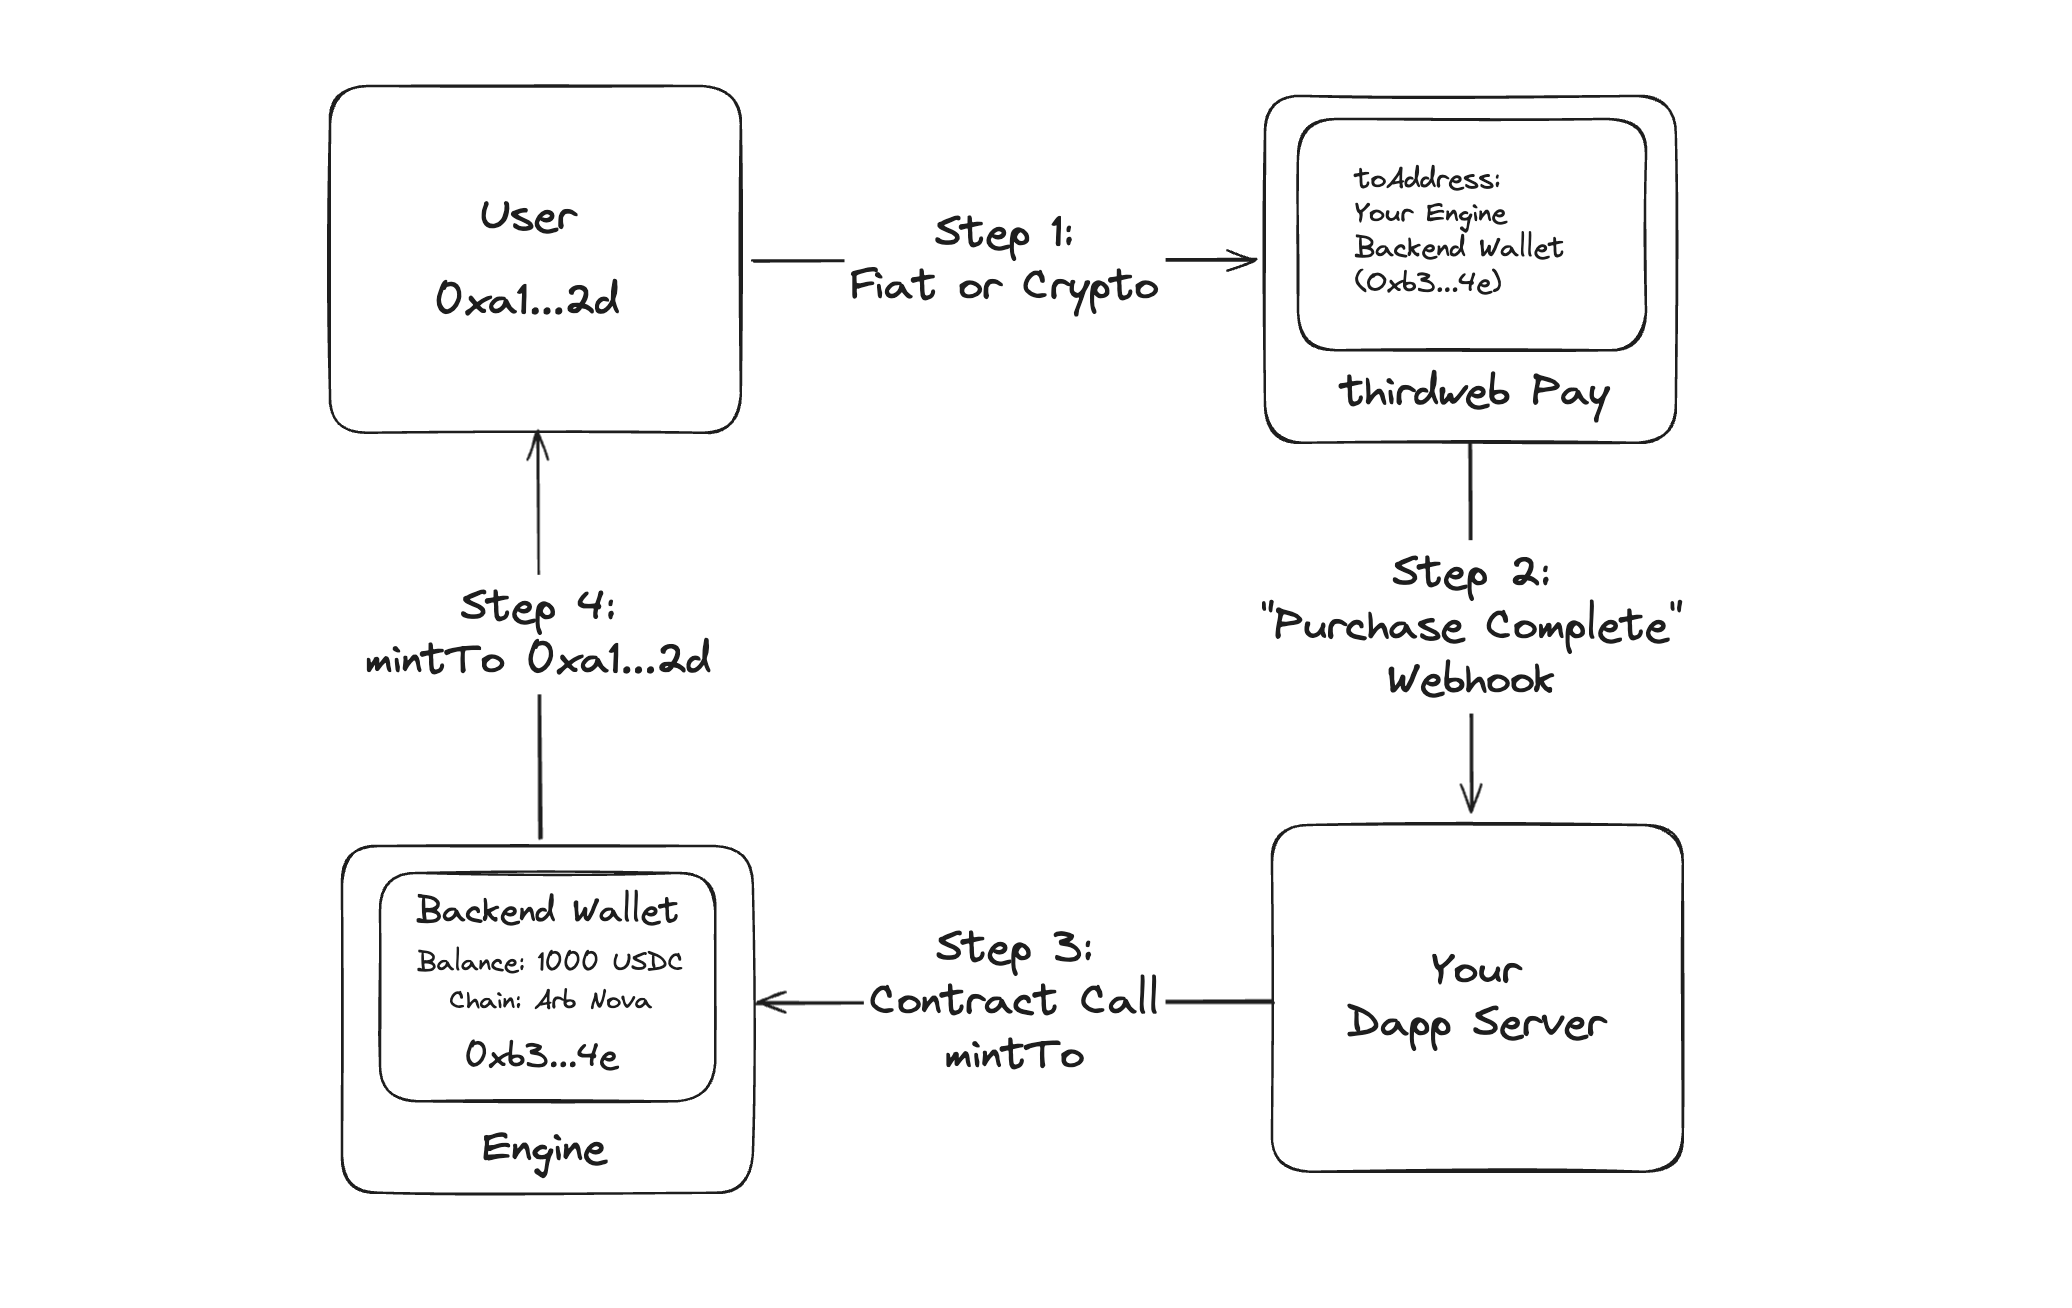 User
0xa1...2d
Step 1:
Fiat or Crypto
toAddress:
Your Engine
Backend Wallet
(0xb3...4e)
thirdweb Pay
Step 2:
"Purchase Complete"
Webhook
Your
Dapp Server
Step 3:
Contract Call
mintTo
Backend Wallet
Balance: 1000 USDC
Chain: Arb Nova
0xb3...4e
Engine
Step 4:
mintTo 0xa1...2d